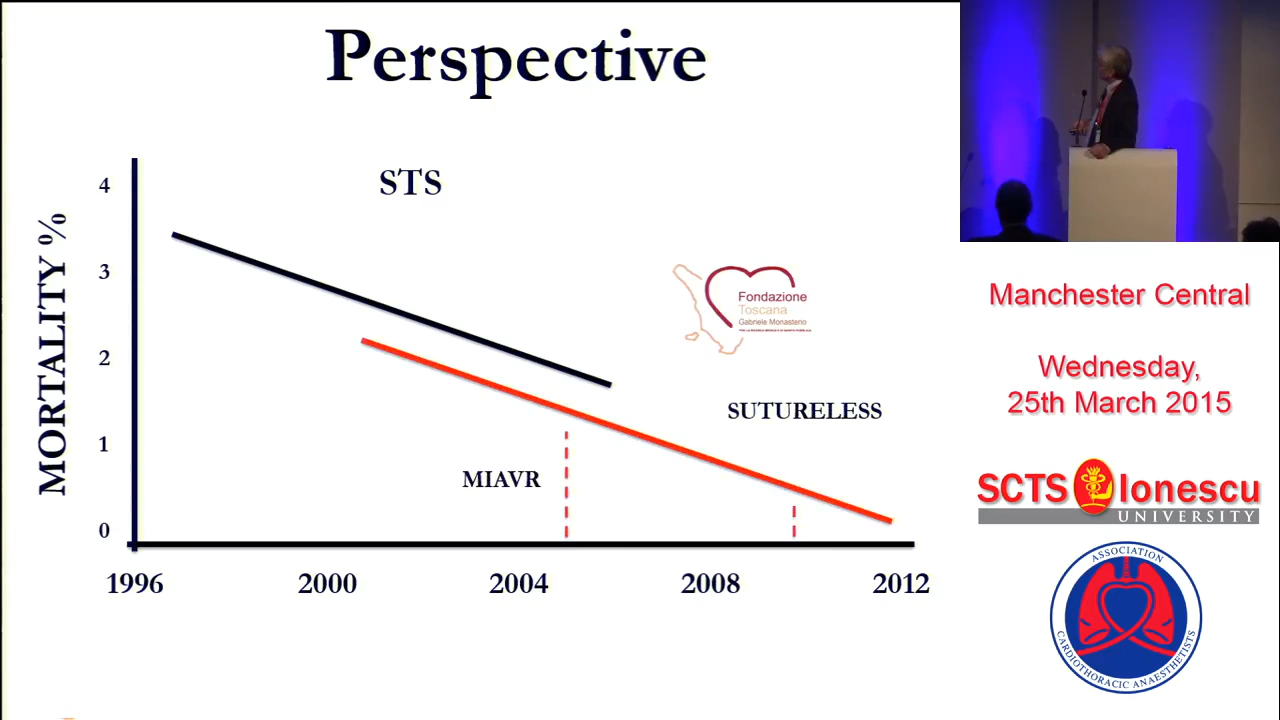 Perspective
STS
MORTALITY %
4
3
2
1
0
Fondazione
Toscana
Gabriele Monasterio
SUTURELESS
MIAVR
1996 2000 2004 2008 2012
Manchester Central
Wednesday,
25th March 2015
SCTS Ionescu
UNIVERSITY
ASSOCIATION
CARDIOTHORACIC ANAESTHETISTS